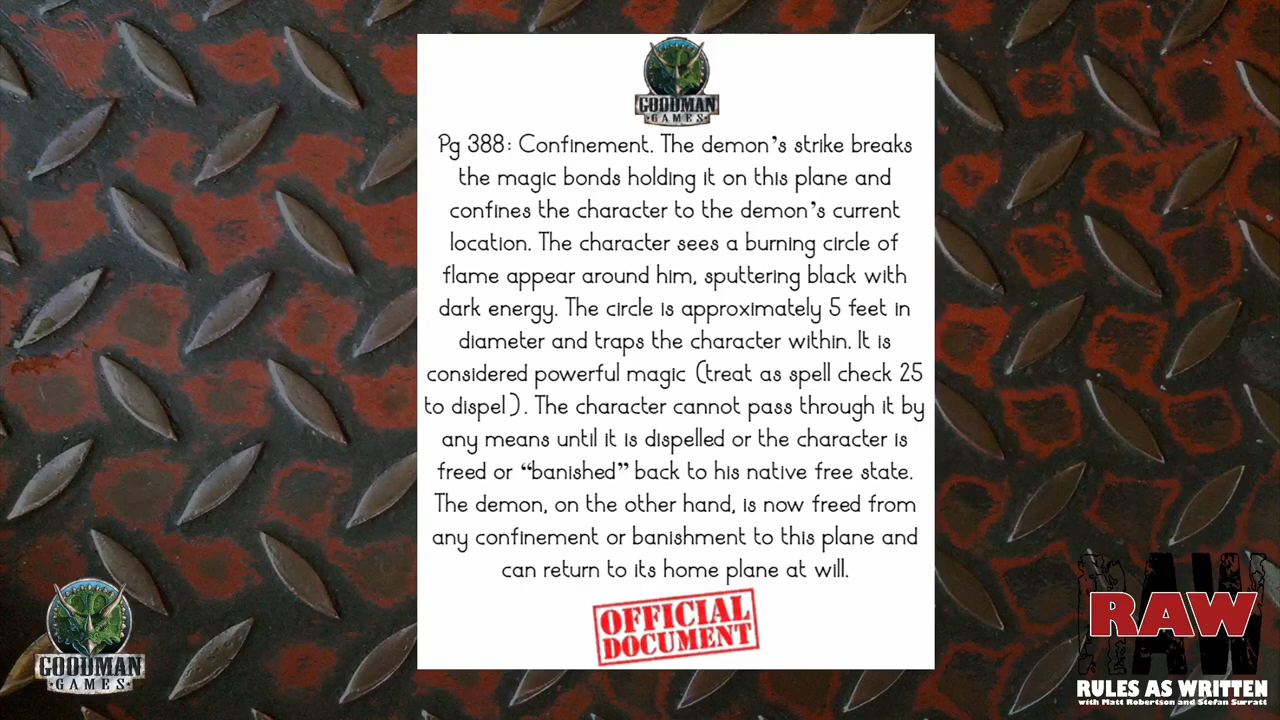 GOODMAN
GAMES
Pg 388: Confinement. The demon’s strike breaks
the magic bonds holding it on this plane and
confines the character to the demon’s current
location. The character sees a burning circle of
flame appear around him, sputtering black with
dark energy. The circle is approximately 5 feet in
diameter and traps the character within. It is
considered powerful magic (treat as spell check 25
to dispel). The character cannot pass through it by
any means until it is dispelled or the character is
freed or “banished” back to his native free state.
The demon, on the other hand, is now freed from
any confinement or banishment to this plane and
can return to its home plane at will.
OFFICIAL
DOCUMENT
GOODMAN
GAMES
RAW
RAW
RULES AS WRITTEN
with Matt Robertson and Stefan Surratt